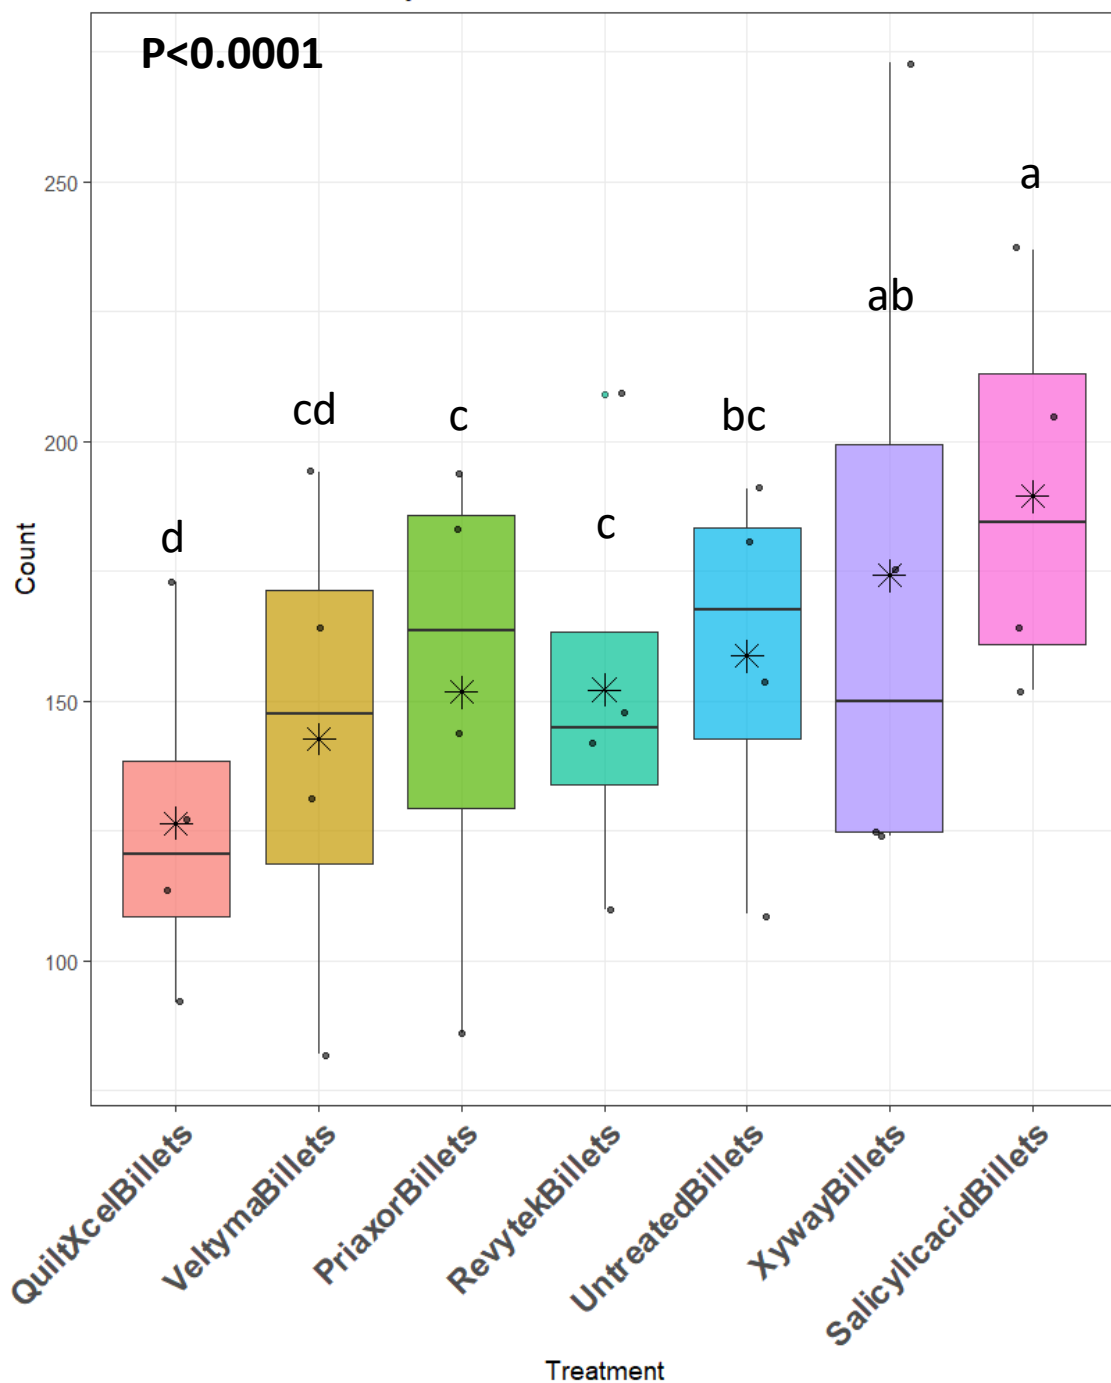 P<0.0001
250
a
ab
200
cd
c
bc
c
d
Count
150
100
QuiltXcelBillets
VeltymaBillets
PriaxorBillets
RevytekBillets
UntreatedBillets
XywayBillets
SalicylicacidBillets
Treatment